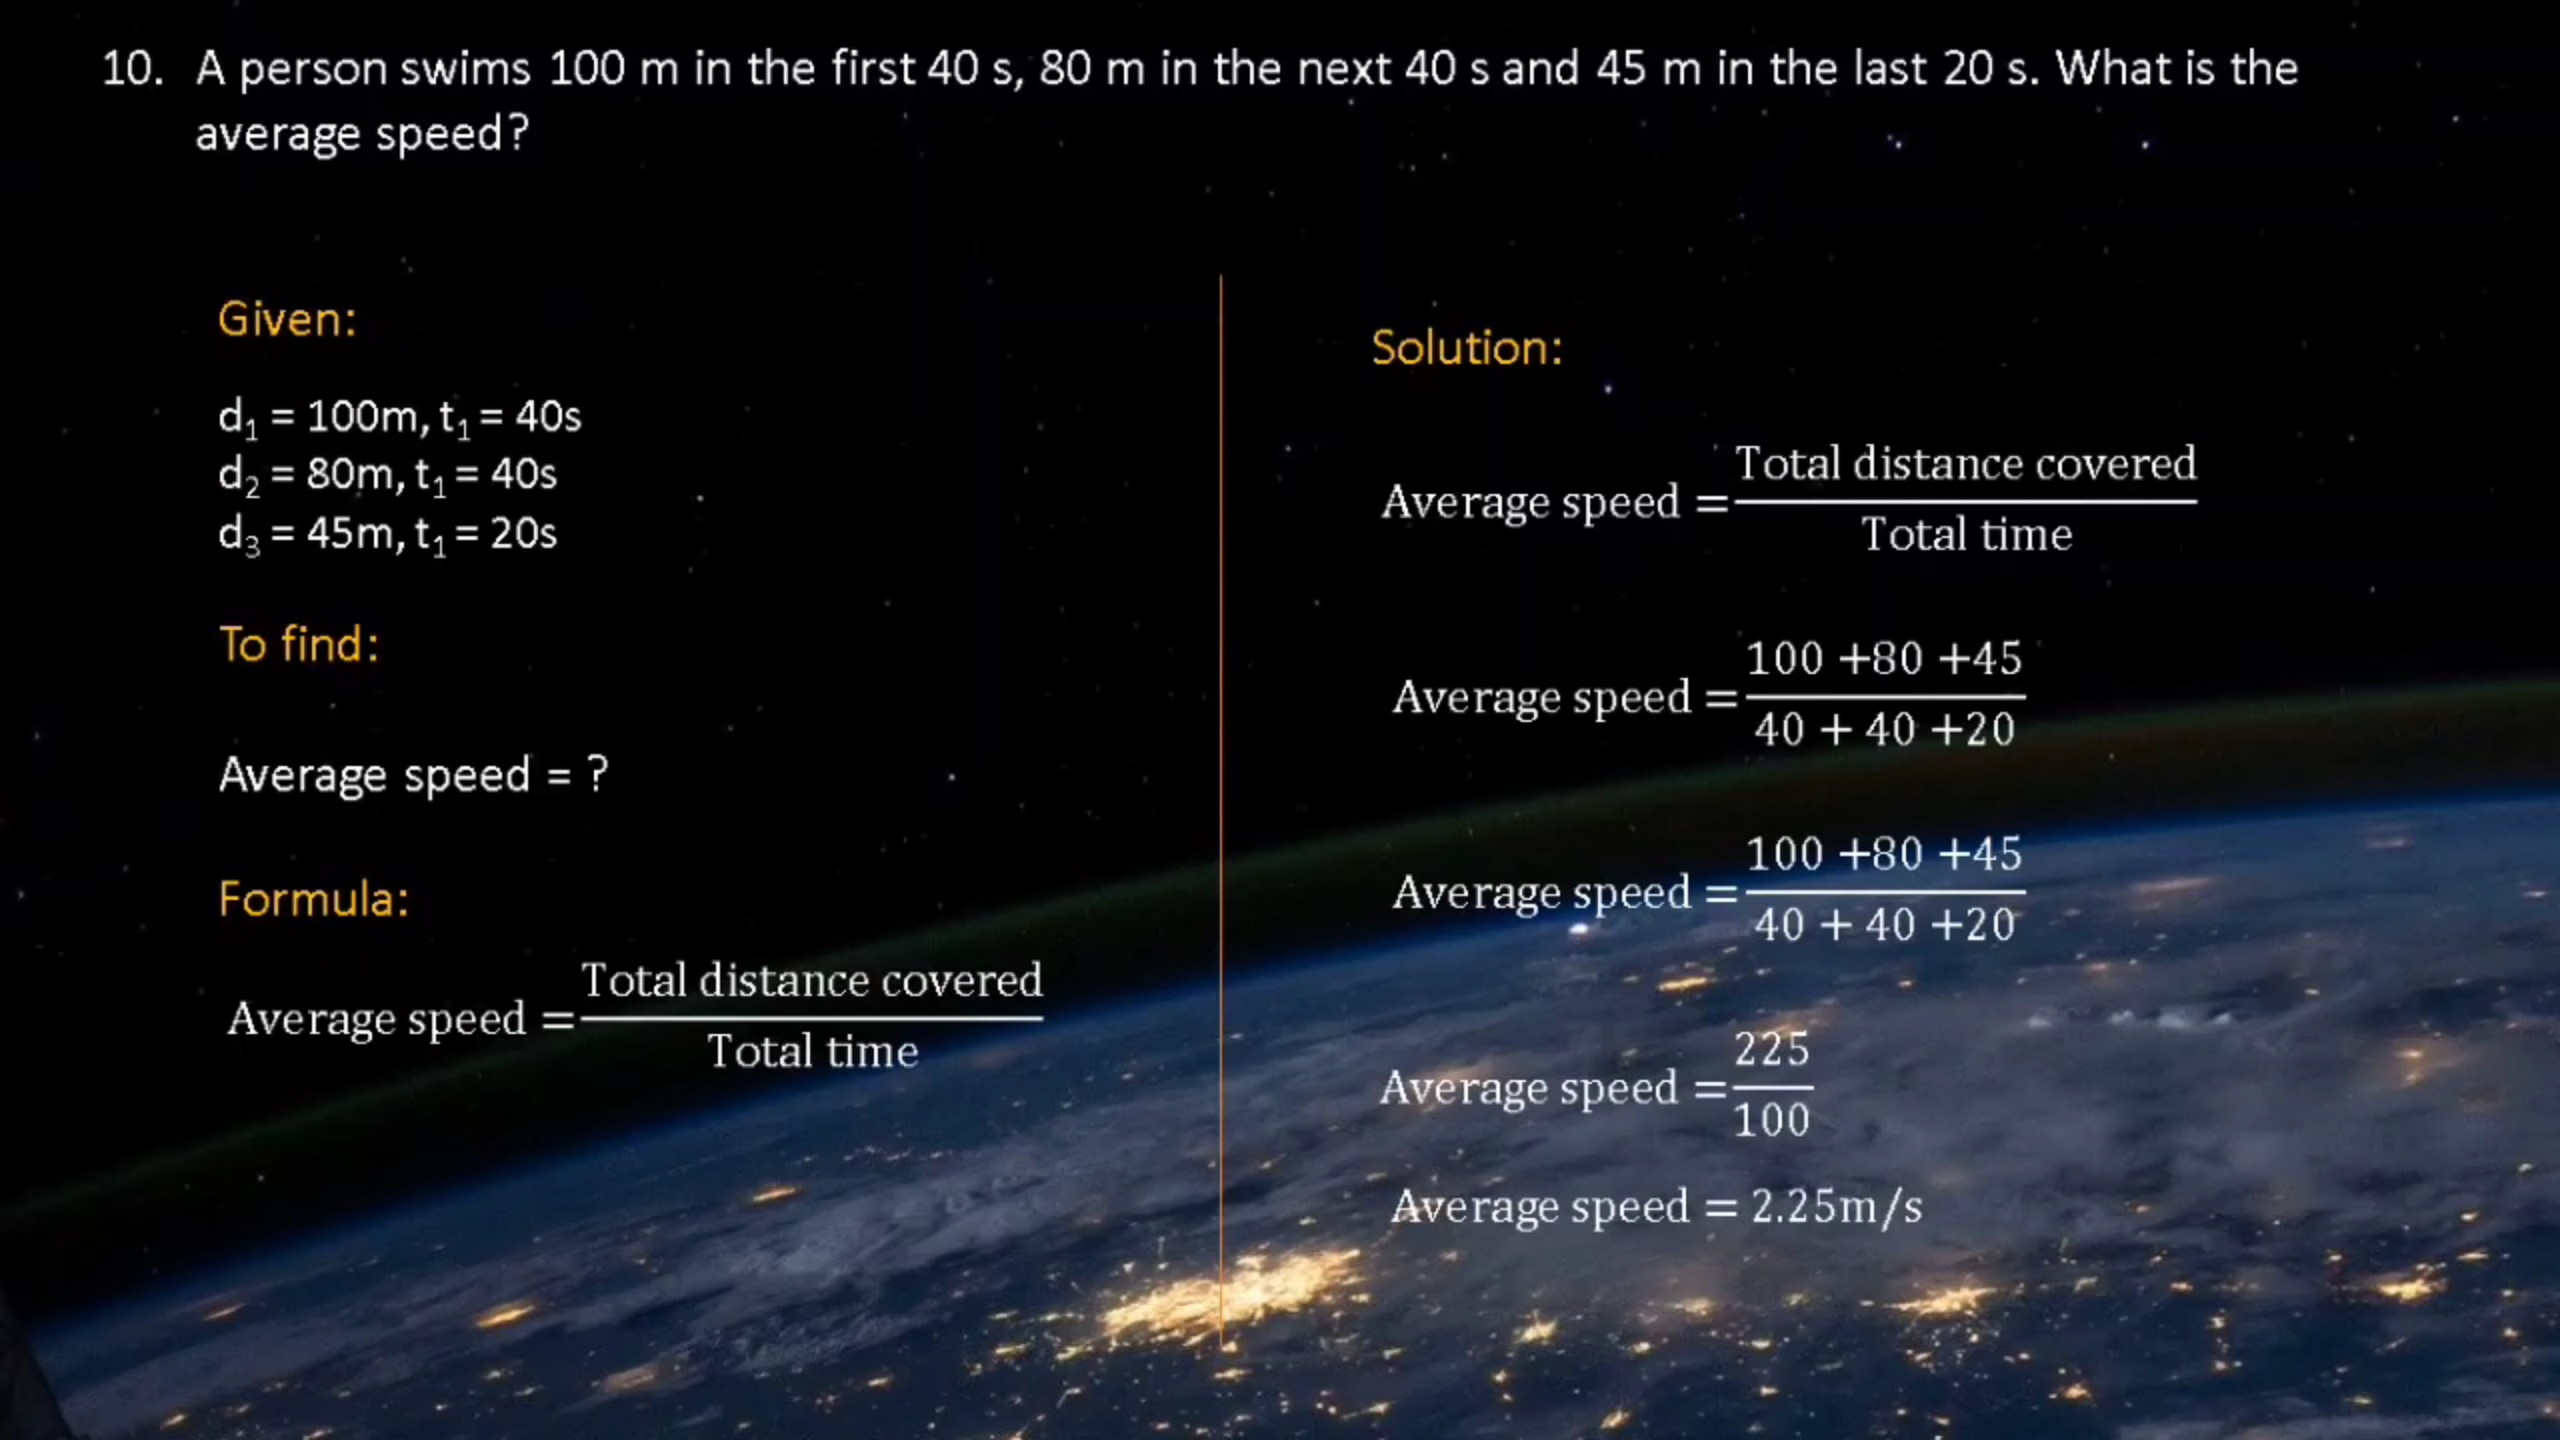 10. A person swims 100 m in the first 40 s, 80 m in the next 40 s and 45 m in the last 20 s. What is the
average speed?
Given:
d₁ = 100m, t₁ = 40s
d₂ = 80m, t₁ = 40s
d₃ = 45m, t₁ = 20s
To find:
Average speed = ?
Formula:
Average speed = Total distance covered / Total time
Solution:
Average speed = Total distance covered / Total time
Average speed = 100 +80 +45 / 40 + 40 +20
Average speed = 100 +80 +45 / 40 + 40 +20
Average speed = 225 / 100
Average speed = 2.25m/s